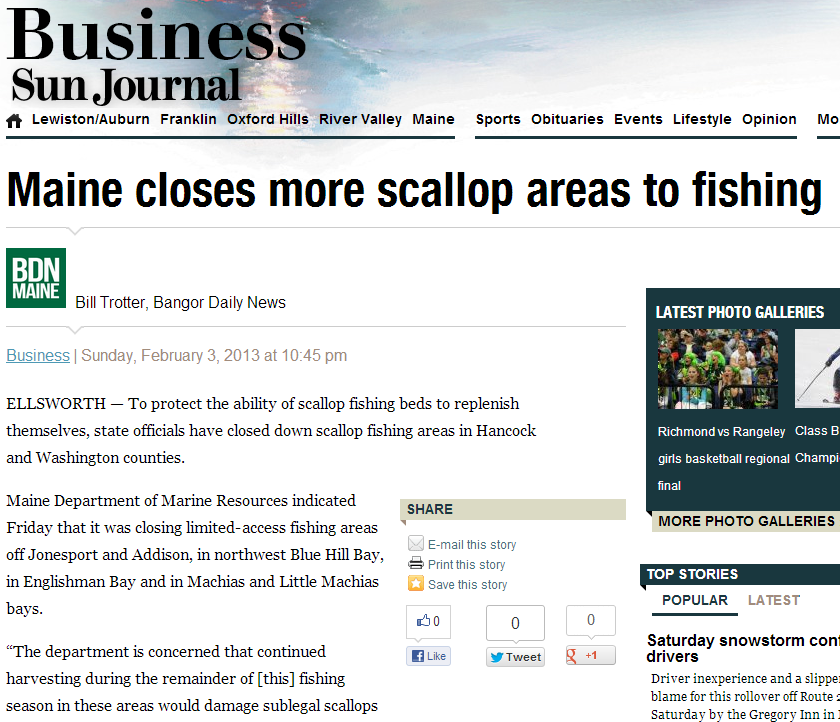 Business
Sun Journal
Lewiston/Auburn Franklin Oxford Hills River Valley Maine Sports Obituaries Events Lifestyle Opinion Mo
Maine closes more scallop areas to fishing
BDN
MAINE
Bill Trotter, Bangor Daily News
Business | Sunday, February 3, 2013 at 10:45 pm
ELLSWORTH — To protect the ability of scallop fishing beds to replenish
themselves, state officials have closed down scallop fishing areas in Hancock
and Washington counties.
Maine Department of Marine Resources indicated
Friday that it was closing limited-access fishing areas
off Jonesport and Addison, in northwest Blue Hill Bay,
in Englishman Bay and in Machias and Little Machias
bays.
“The department is concerned that continued
harvesting during the remainder of [this] fishing
season in these areas would damage sublegal scallops
SHARE
E-mail this story
Print this story
Save this story
0 0 0
Like Tweet +1
LATEST PHOTO GALLERIES
Richmond vs Rangeley
girls basketball regional
final
Class B
Champi
MORE PHOTO GALLERIES
TOP STORIES
POPULAR LATEST
Saturday snowstorm con
drivers
Driver inexperience and a slipper
blame for this rollover off Route 2
Saturday by the Gregory Inn in